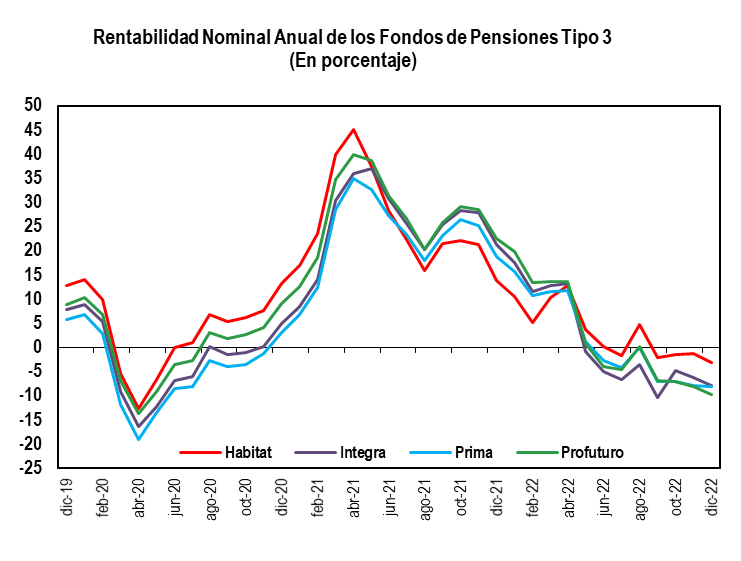 Rentabilidad Nominal Anual de los Fondos de Pensiones Tipo 3
(En porcentaje)
50
45
40
35
30
25
20
15
10
5
0
-5
-10
-15
-20
-25
Habitat
Integra
Prima
Profuturo
dic-19
feb-20
abr-20
jun-20
ago-20
oct-20
dic-20
feb-21
abr-21
jun-21
ago-21
oct-21
dic-21
feb-22
abr-22
jun-22
ago-22
oct-22
dic-22